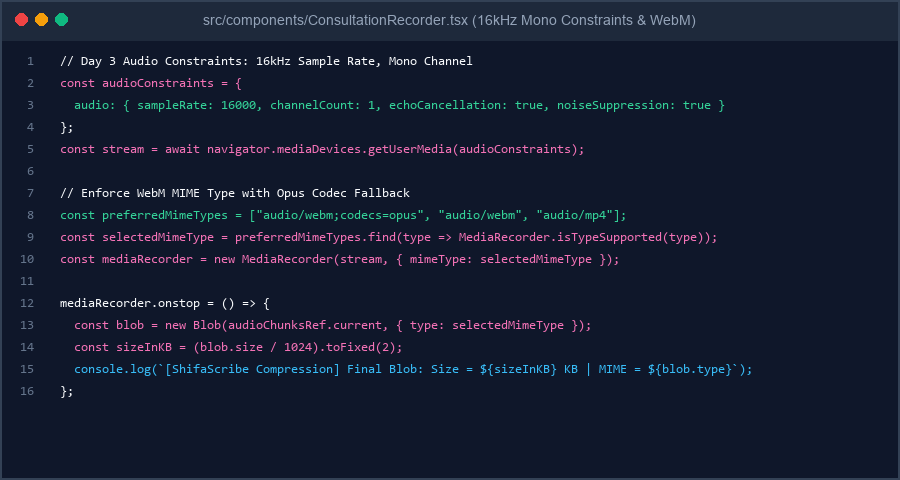 src/components/ConsultationRecorder.tsx (16kHz Mono Constraints & WebM)
1 // Day 3 Audio Constraints: 16kHz Sample Rate, Mono Channel
2 const audioConstraints = {
3 audio: { sampleRate: 16000, channelCount: 1, echoCancellation: true, noiseSuppression: true }
4 };
5 const stream = await navigator.mediaDevices.getUserMedia(audioConstraints);
6
7 // Enforce WebM MIME Type with Opus Codec Fallback
8 const preferredMimeTypes = ["audio/webm;codecs=opus", "audio/webm", "audio/mp4"];
9 const selectedMimeType = preferredMimeTypes.find(type => MediaRecorder.isTypeSupported(type));
10 const mediaRecorder = new MediaRecorder(stream, { mimeType: selectedMimeType });
11
12 mediaRecorder.onstop = () => {
13 const blob = new Blob(audioChunksRef.current, { type: selectedMimeType });
14 const sizeInKB = (blob.size / 1024).toFixed(2);
15 console.log(`[ShifaScribe Compression] Final Blob: Size = ${sizeInKB} KB | MIME = ${blob.type}`);
16 };